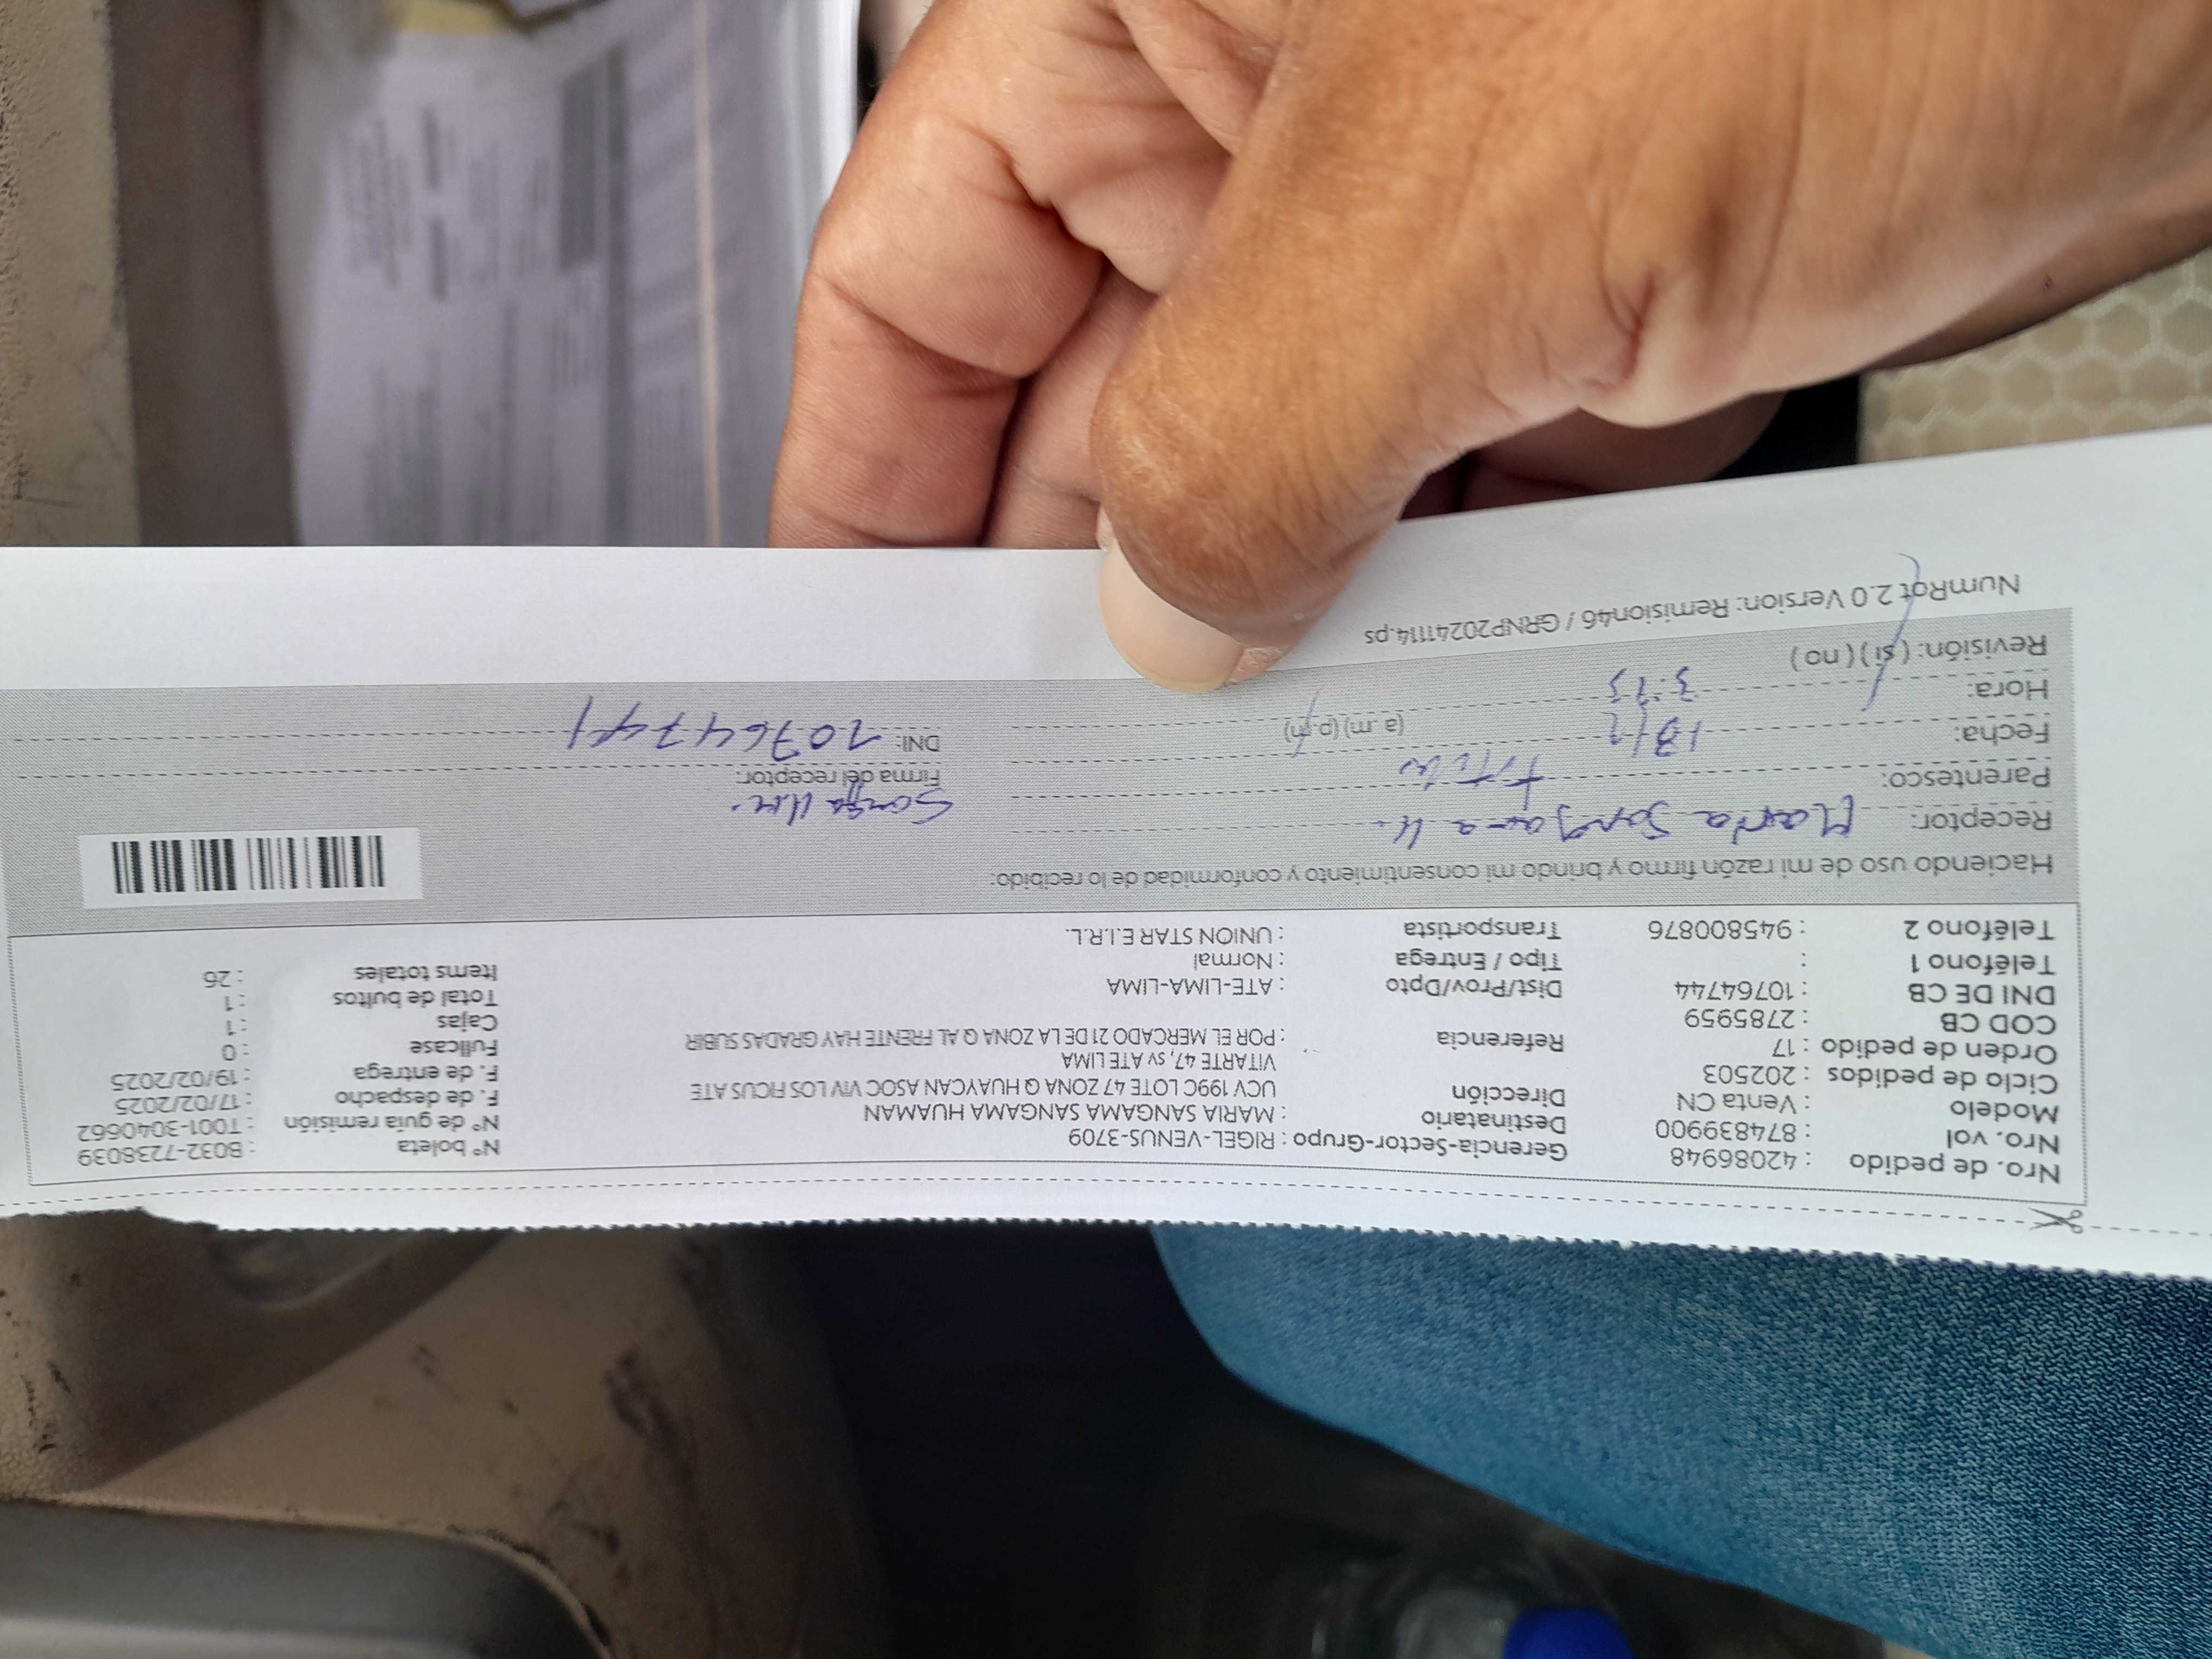 Nro. de pedido : 42086948 Gerencia-Sector-Grupo : RIGEL-VENUS-3709 N° boleta : B032-7238039
Nro. vol : 874839900 Destinatario : MARIA SANGAMA SANGAMA HUAMAN N° de guía remisión : T001-3040662
Modelo : Venta CN Dirección UCV 199C LOTE 47 ZONA Q HUAYCAN ASOC VIV LOS FICUS ATE F. de despacho : 17/02/2025
Ciclo de pedidos : 202503 VITARTE 47, sv ATE LIMA F. de entrega : 19/02/2025
Orden de pedido : 17 Referencia : POR EL MERCADO 21 DE LA ZONA Q AL FRENTE HAY GRADAS SUBIR Fullcase : 0
COD CB : 2785959 Cajas : 1
DNI DE CB : 10764744 Dist/Prov/Dpto : ATE-LIMA-LIMA Total de bultos : 1
Teléfono 1 : Tipo / Entrega : Normal Items totales : 26
Teléfono 2 : 945800876 Transportista : UNION STAR E.I.R.L.
Haciendo uso de mi razón firmo y brindo mi consentimiento y conformidad de lo recibido:
Receptor: Maria Sangama H.
Parentesco: Titular Firma del receptor:
Fecha: 18/2 DNI: 10764744
Hora: 3:15 (a.m) (p.m)
Revisión: (si) (no)
NumRot 2.0 Version: Remision46 / GRNP20241114.ps